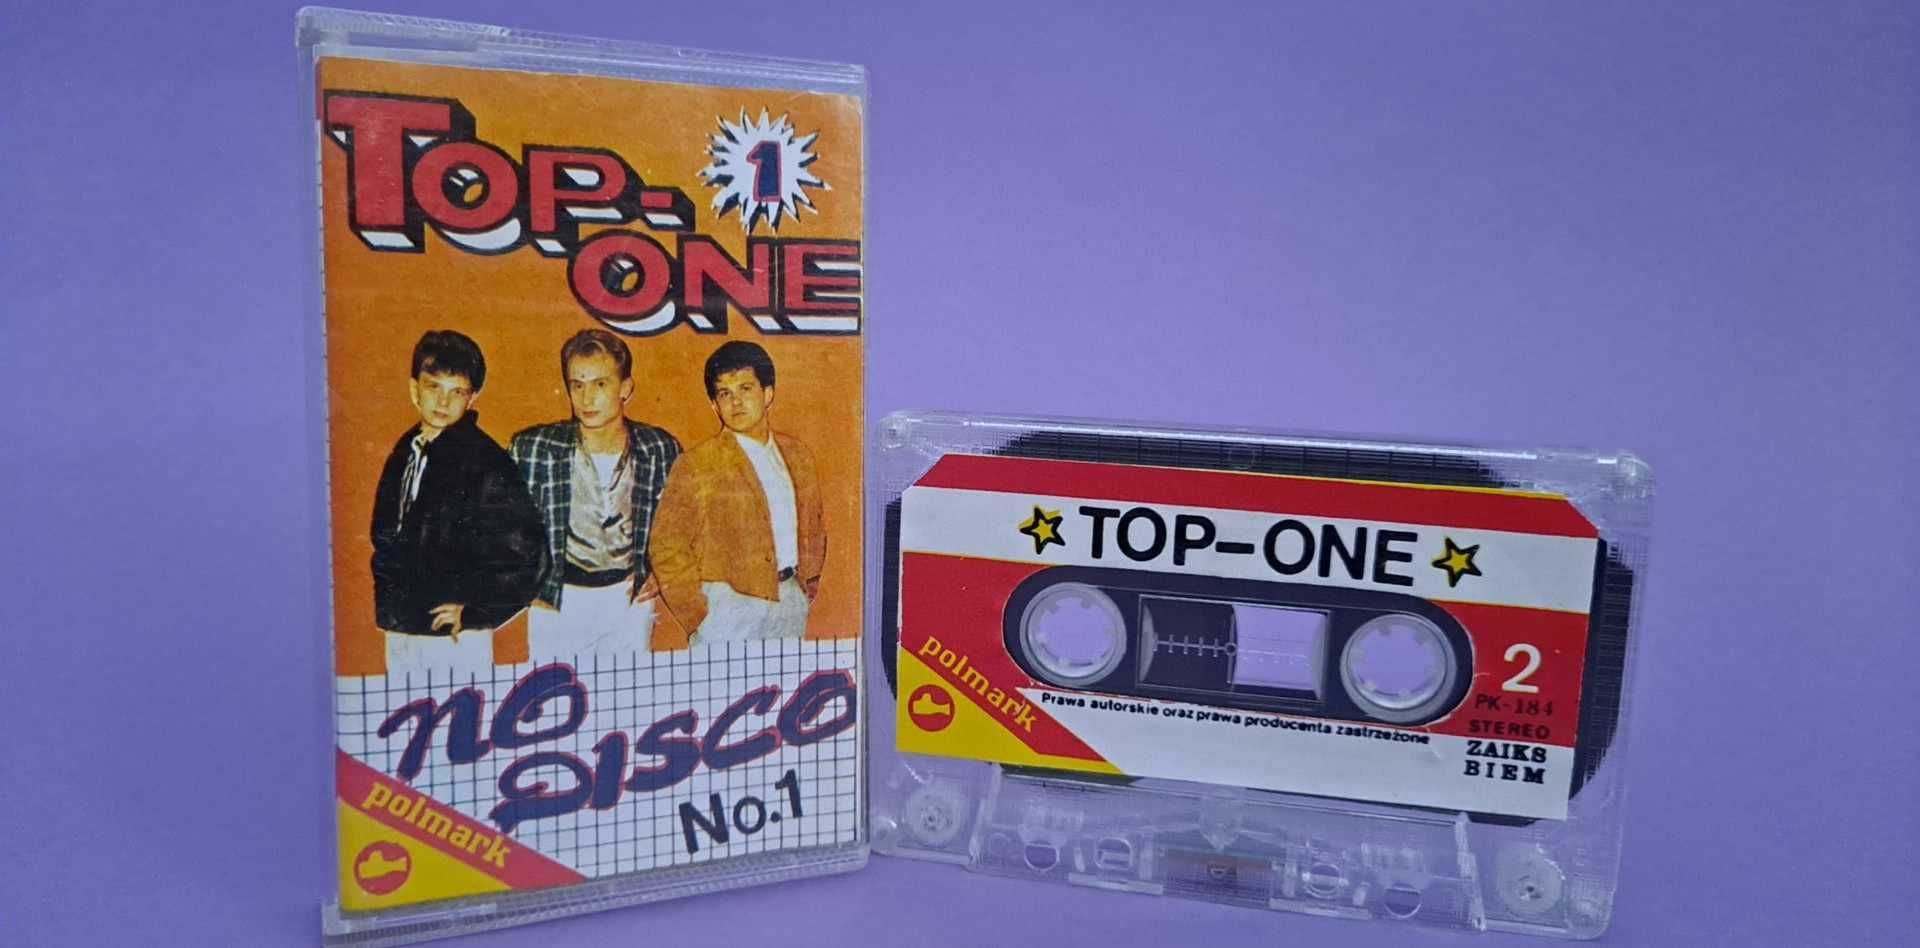 TOP-
1
ONE
NO
DISCO
No.1
polmark
TOP-ONE
polmark
2
PK-184
STEREO
Prawa autorskie oraz prawa producenta zastrzeżone
ZAIKS
BIEM